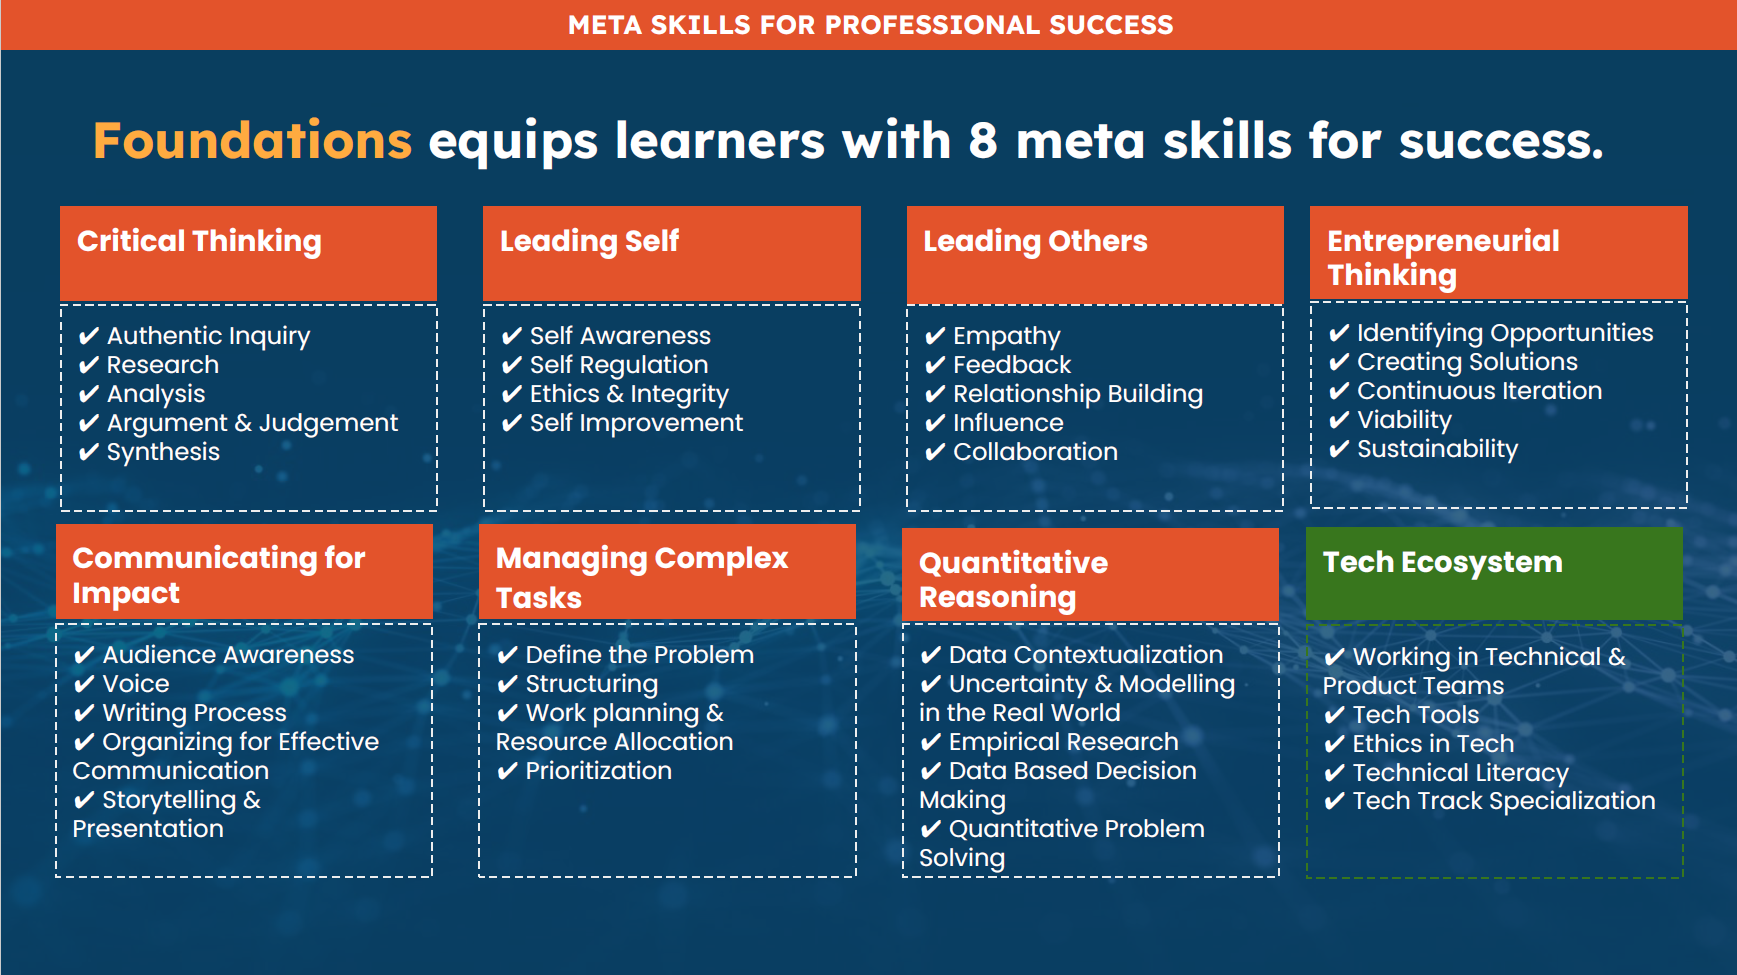 META SKILLS FOR PROFESSIONAL SUCCESS
Foundations equips learners with 8 meta skills for success.
Critical Thinking
✔ Authentic Inquiry
✔ Research
✔ Analysis
✔ Argument & Judgement
✔ Synthesis
Leading Self
✔ Self Awareness
✔ Self Regulation
✔ Ethics & Integrity
✔ Self Improvement
Leading Others
✔ Empathy
✔ Feedback
✔ Relationship Building
✔ Influence
✔ Collaboration
Entrepreneurial
Thinking
✔ Identifying Opportunities
✔ Creating Solutions
✔ Continuous Iteration
✔ Viability
✔ Sustainability
Communicating for
Impact
✔ Audience Awareness
✔ Voice
✔ Writing Process
✔ Organizing for Effective
Communication
✔ Storytelling &
Presentation
Managing Complex
Tasks
✔ Define the Problem
✔ Structuring
✔ Work planning &
Resource Allocation
✔ Prioritization
Quantitative
Reasoning
✔ Data Contextualization
✔ Uncertainty & Modelling
in the Real World
✔ Empirical Research
✔ Data Based Decision
Making
✔ Quantitative Problem
Solving
Tech Ecosystem
✔ Working in Technical &
Product Teams
✔ Tech Tools
✔ Ethics in Tech
✔ Technical Literacy
✔ Tech Track Specialization